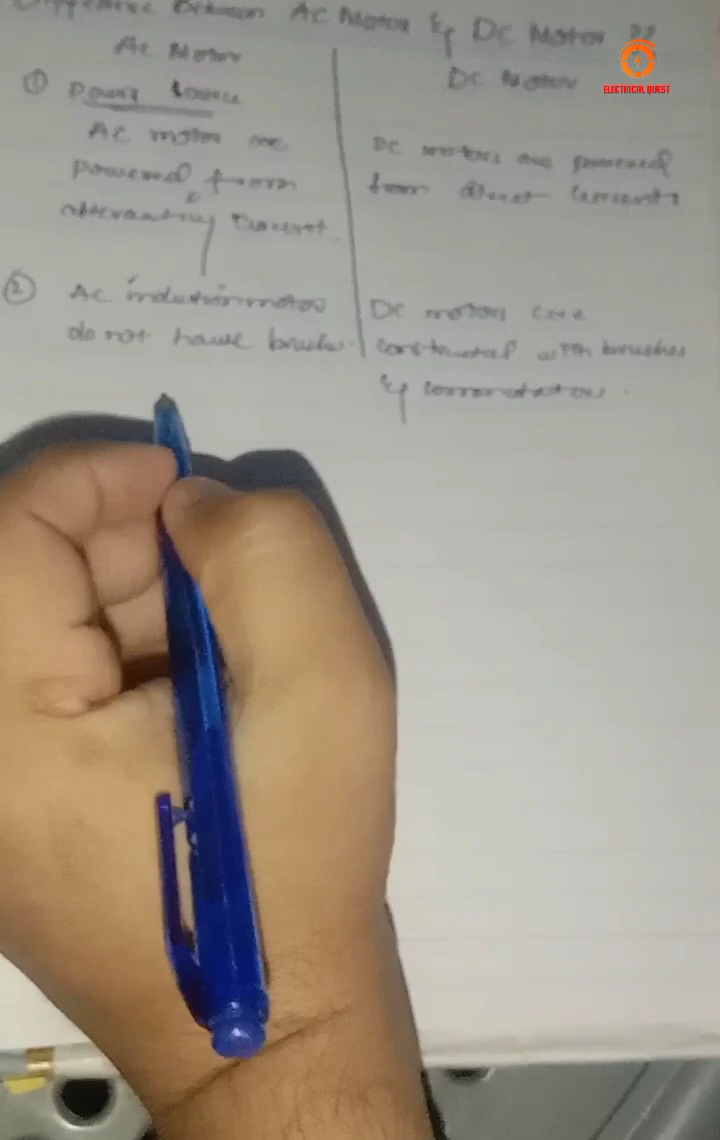 Difference Between AC Motor & DC Motor ??
AC Motor
DC Motor
ELECTRICAL QUEST
① Power Source
AC motor are
powered from
alternating current.
DC motors are powered
from direct currents
② AC induction motor
do not have brushes.
DC motors are
constructed with brushes
& commutators.